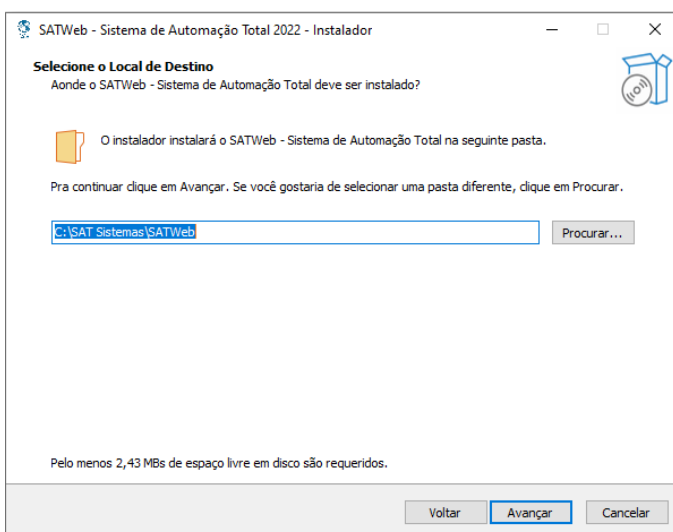 SATWeb - Sistema de Automação Total 2022 - Instalador
Selecione o Local de Destino
Aonde o SATWeb - Sistema de Automação Total deve ser instalado?
O instalador instalará o SATWeb - Sistema de Automação Total na seguinte pasta.
Pra continuar clique em Avançar. Se você gostaria de selecionar uma pasta diferente, clique em Procurar.
C:\SAT Sistemas\SATWeb
Procurar...
Pelo menos 2,43 MBs de espaço livre em disco são requeridos.
Voltar
Avançar
Cancelar